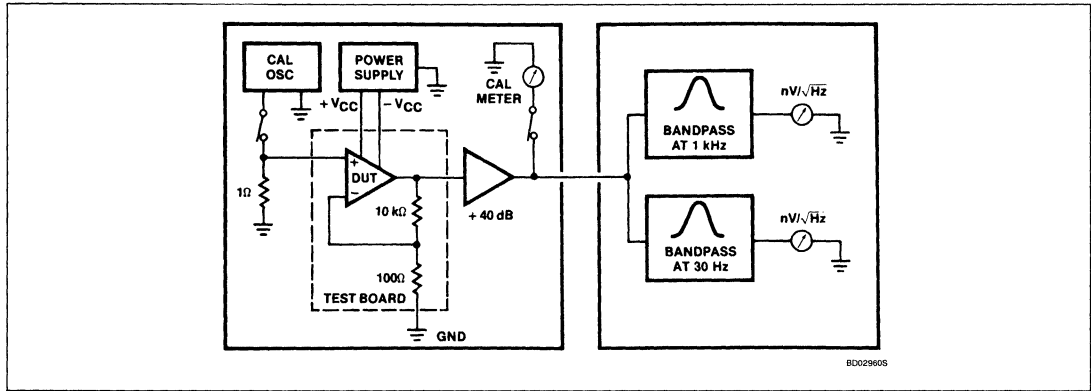 CAL
OSC
POWER
SUPPLY
+ VCC
− VCC
CAL
METER
1Ω
+
−
DUT
10 kΩ
+ 40 dB
100Ω
TEST BOARD
GND
BANDPASS
AT 1 kHz
nV/√Hz
BANDPASS
AT 30 Hz
nV/√Hz
BD02960S